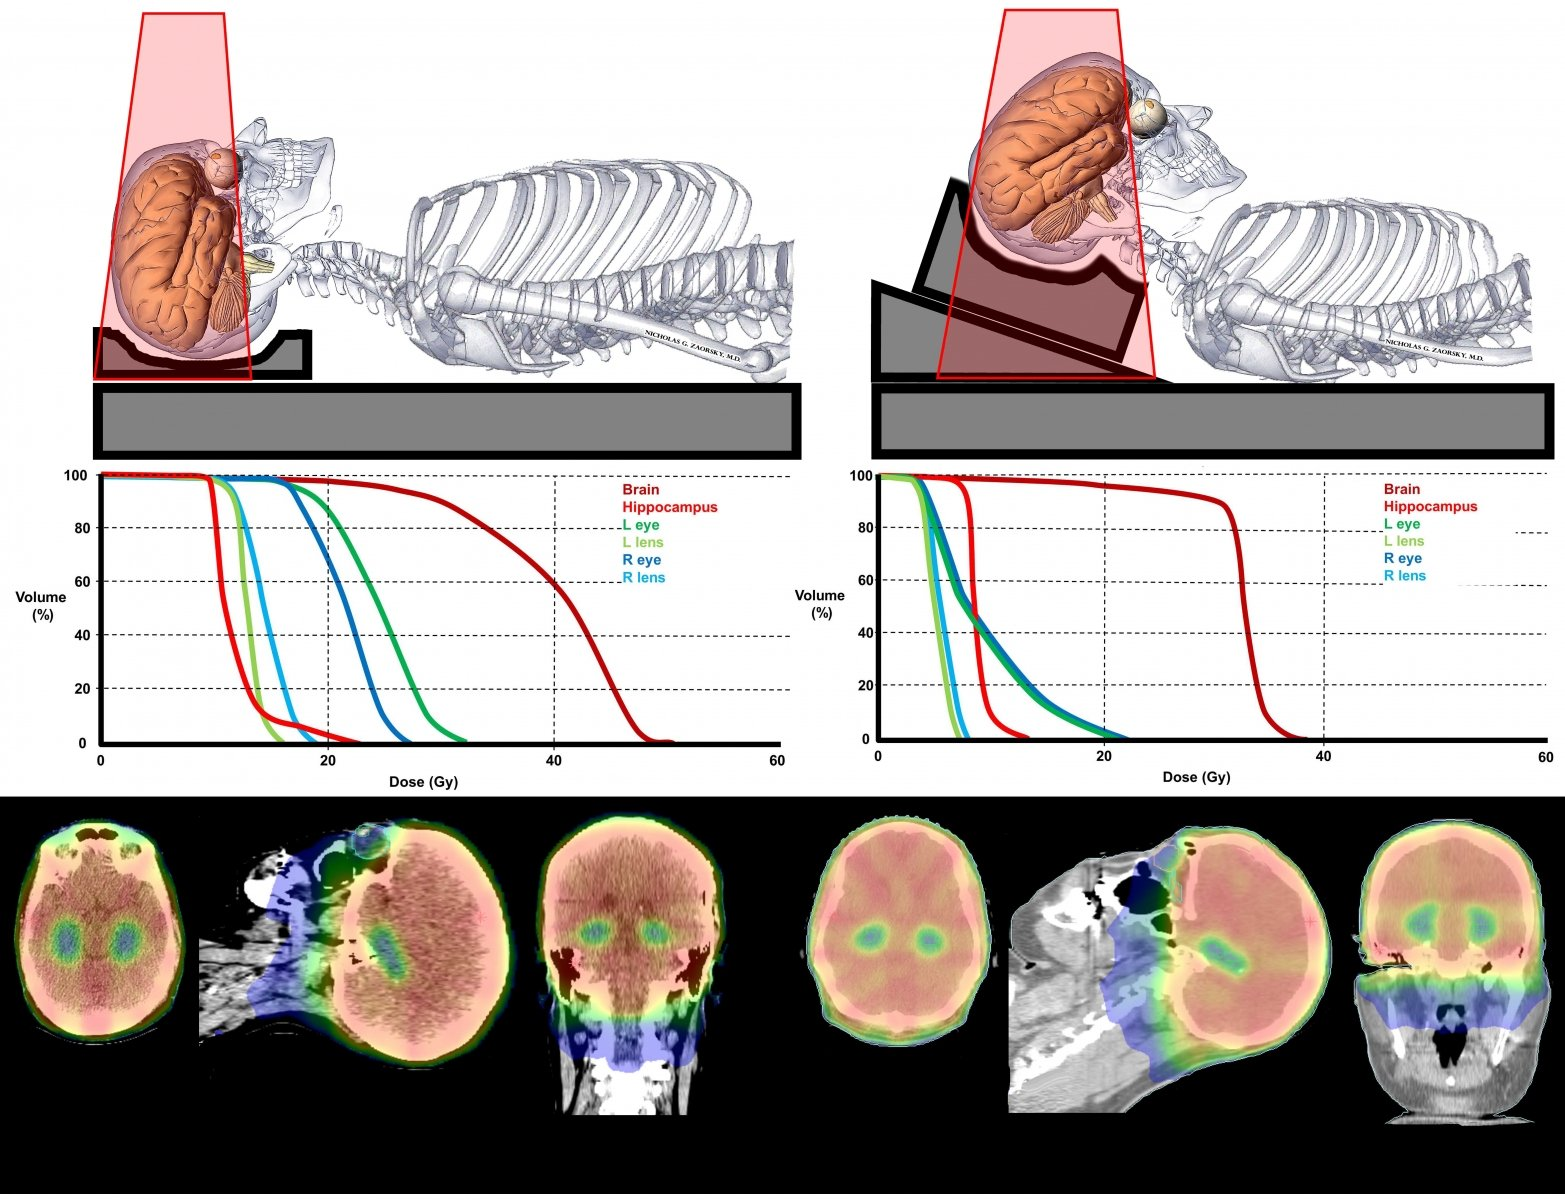 NICHOLAS G. ZAORSKY, M.D.
NICHOLAS G. ZAORSKY, M.D.
100
80
60
40
20
0
Volume
(%)
Brain
Hippocampus
L eye
L lens
R eye
R lens
0
20
40
60
Dose (Gy)
100
80
60
40
20
0
Volume
(%)
Brain
Hippocampus
L eye
L lens
R eye
R lens
0
20
40
60
Dose (Gy)